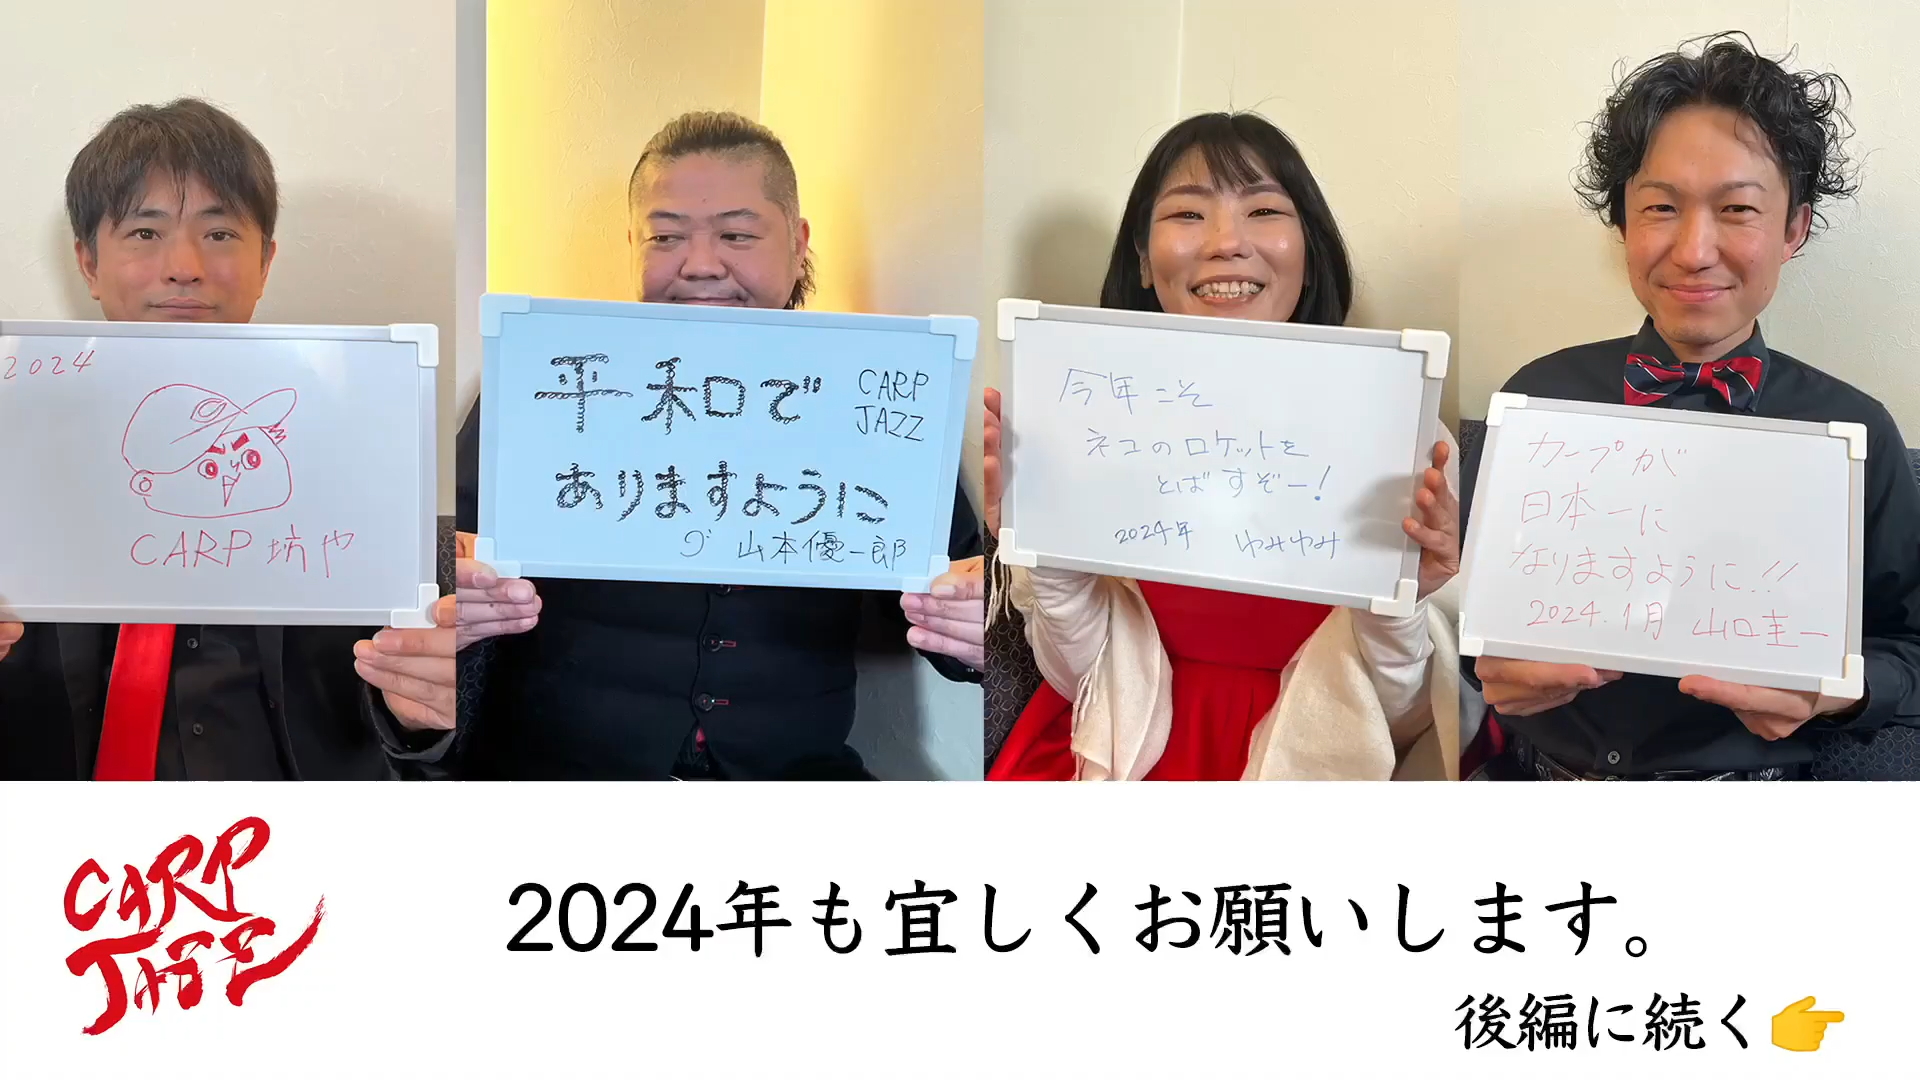 2024
CARP 坊や
平和で
CARP
JAZZ
ありますように
山本優一郎
今年こそ
ネコのロケットを
とばすぞー!
2024年 ゆみゆみ
カープが
日本一に
なりますように!!
2024.1月 山口圭一
CARP
JAZZ
2024年も宜しくお願いします。
後編に続く👉